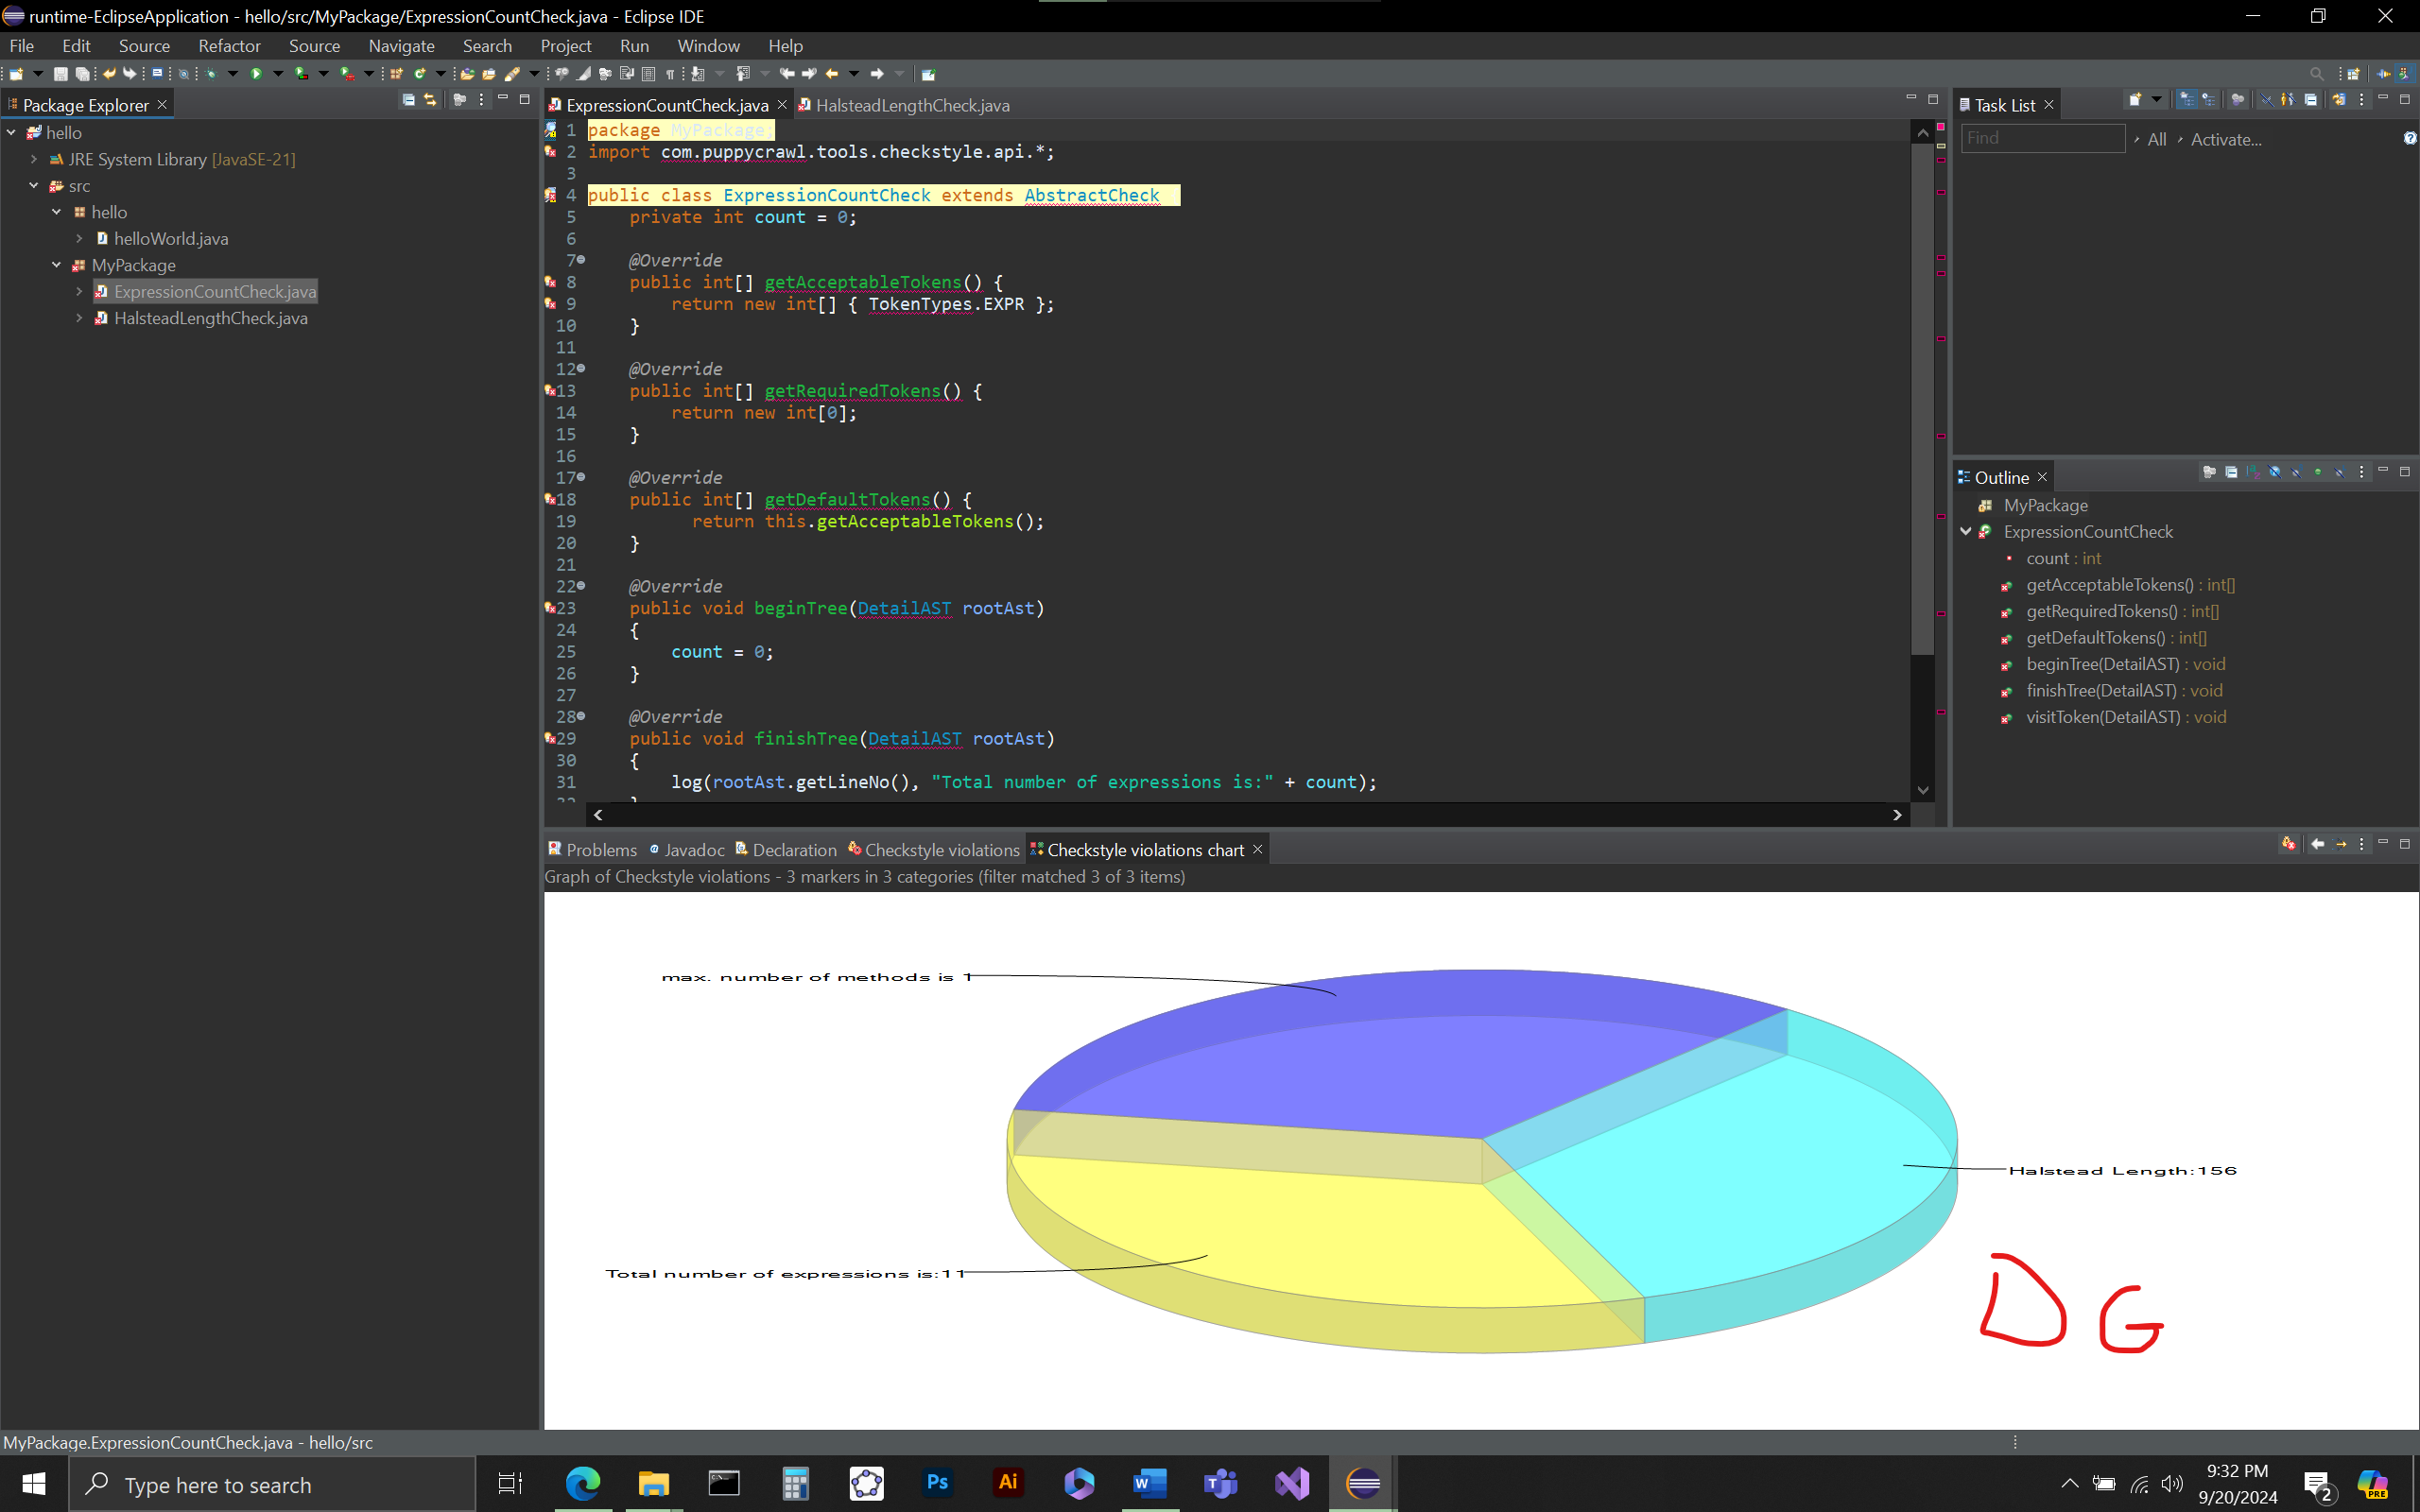 runtime-EclipseApplication - hello/src/MyPackage/ExpressionCountCheck.java - Eclipse IDE
File Edit Source Refactor Source Navigate Search Project Run Window Help
Package Explorer
hello
JRE System Library [JavaSE-21]
src
hello
helloWorld.java
MyPackage
ExpressionCountCheck.java
HalsteadLengthCheck.java
ExpressionCountCheck.java HalsteadLengthCheck.java
1 package MyPackage;
2 import com.puppycrawl.tools.checkstyle.api.*;
3
4 public class ExpressionCountCheck extends AbstractCheck
5 private int count = 0;
6
7 @Override
8 public int[] getAcceptableTokens() {
9 return new int[] { TokenTypes.EXPR };
10 }
11
12 @Override
13 public int[] getRequiredTokens() {
14 return new int[0];
15 }
16
17 @Override
18 public int[] getDefaultTokens() {
19 return this.getAcceptableTokens();
20 }
21
22 @Override
23 public void beginTree(DetailAST rootAst)
24 {
25 count = 0;
26 }
27
28 @Override
29 public void finishTree(DetailAST rootAst)
30 {
31 log(rootAst.getLineNo(), "Total number of expressions is:" + count);
Task List
Find All Activate...
Outline
MyPackage
ExpressionCountCheck
count : int
getAcceptableTokens() : int[]
getRequiredTokens() : int[]
getDefaultTokens() : int[]
beginTree(DetailAST) : void
finishTree(DetailAST) : void
visitToken(DetailAST) : void
Problems Javadoc Declaration Checkstyle violations Checkstyle violations chart
Graph of Checkstyle violations - 3 markers in 3 categories (filter matched 3 of 3 items)
max. number of methods is 1
Halstead Length:156
Total number of expressions is:11
DG
MyPackage.ExpressionCountCheck.java - hello/src
Type here to search
Ps
Ai
W
T
9:32 PM
9/20/2024
2
PRE